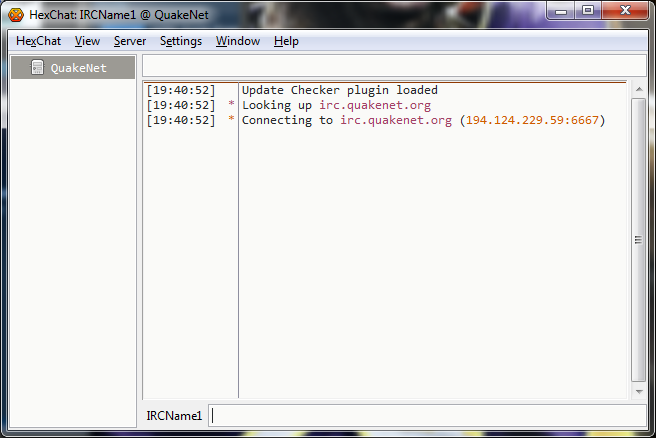 HexChat: IRCName1 @ QuakeNet
HexChat View Server Settings Window Help
QuakeNet
[19:40:52] Update Checker plugin loaded
[19:40:52] * Looking up irc.quakenet.org
[19:40:52] * Connecting to irc.quakenet.org (194.124.229.59:6667)
IRCName1